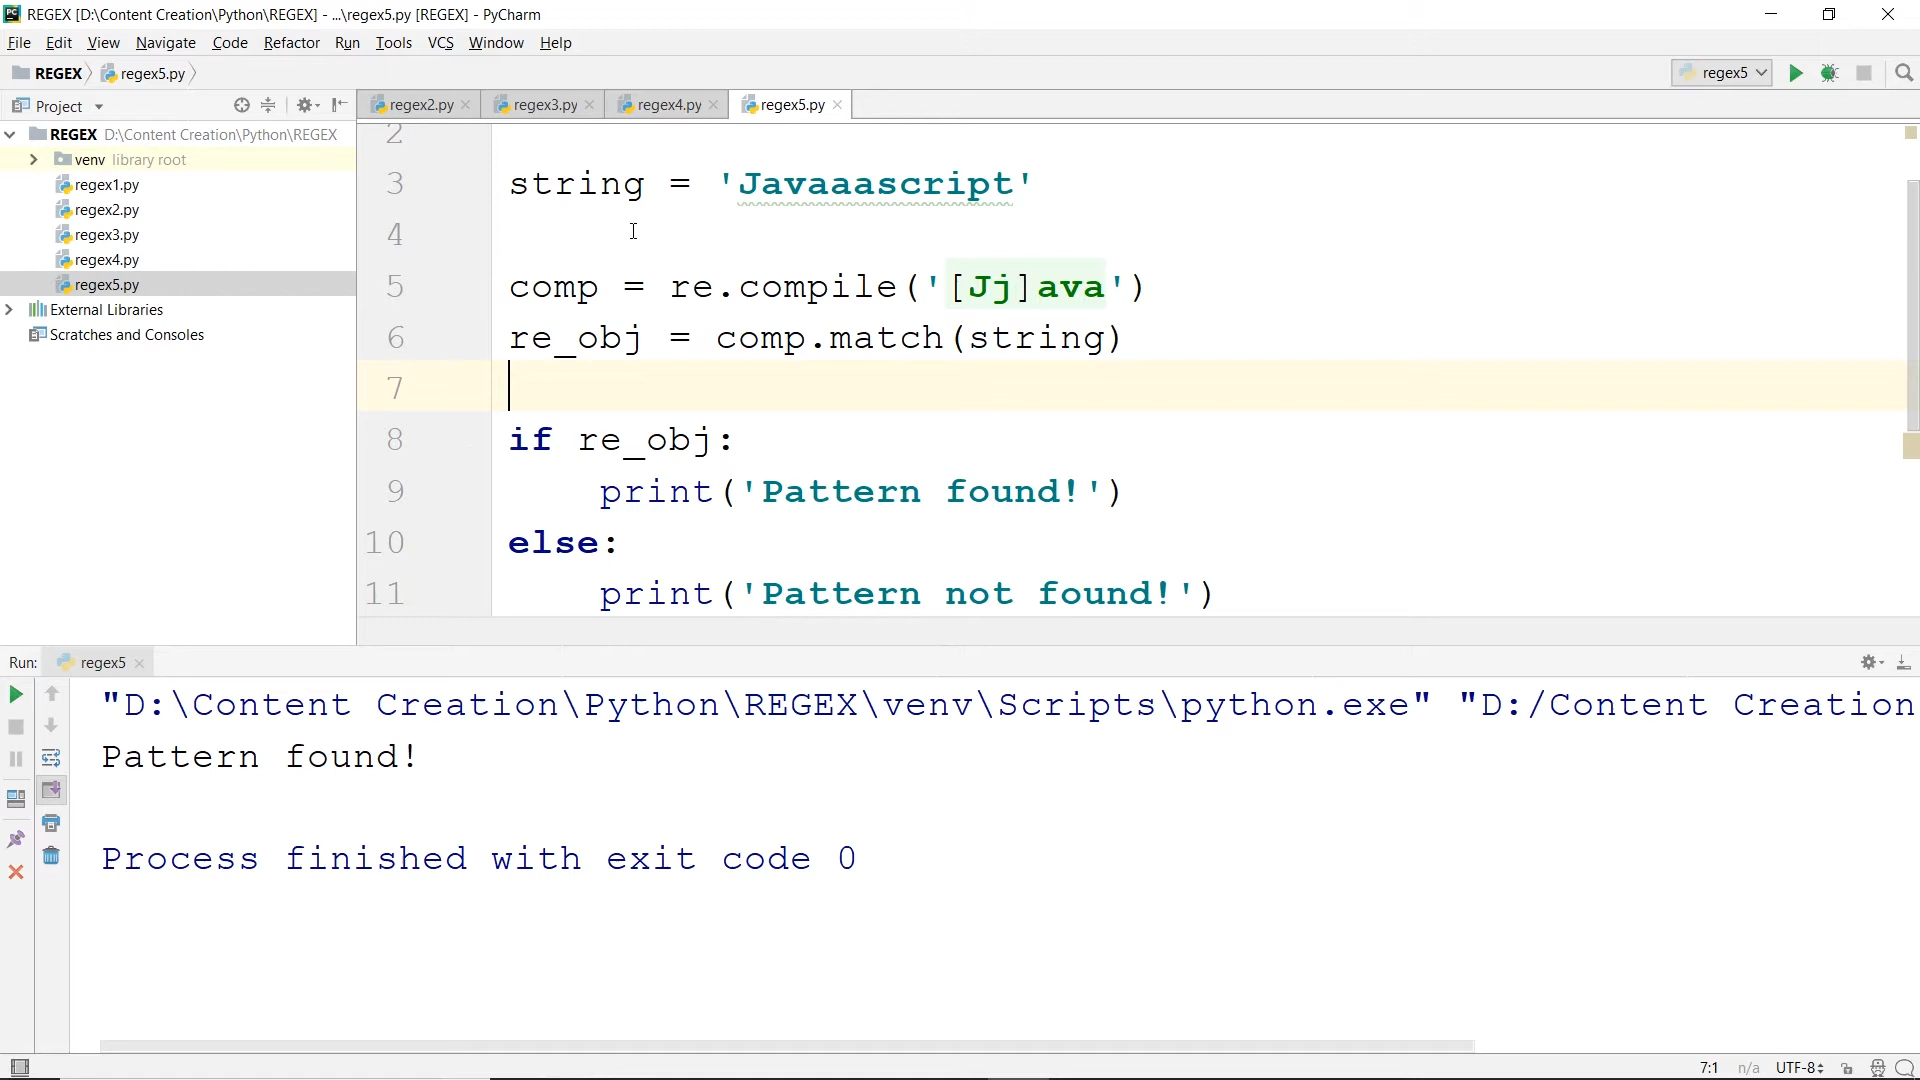 REGEX [D:\Content Creation\Python\REGEX] - ...\regex5.py [REGEX] - PyCharm
File Edit View Navigate Code Refactor Run Tools VCS Window Help
REGEX regex5.py
regex5
Project
regex2.py regex3.py regex4.py regex5.py
REGEX D:\Content Creation\Python\REGEX
venv library root
regex1.py
regex2.py
regex3.py
regex4.py
regex5.py
External Libraries
Scratches and Consoles
2
3 string = 'Javaaascript'
4
5 comp = re.compile('[Jj]ava')
6 re_obj = comp.match(string)
7
8 if re_obj:
9 print('Pattern found!')
10 else:
11 print('Pattern not found!')
Run: regex5
"D:\Content Creation\Python\REGEX\venv\Scripts\python.exe" "D:/Content Creation
Pattern found!
Process finished with exit code 0
7:1 n/a UTF-8